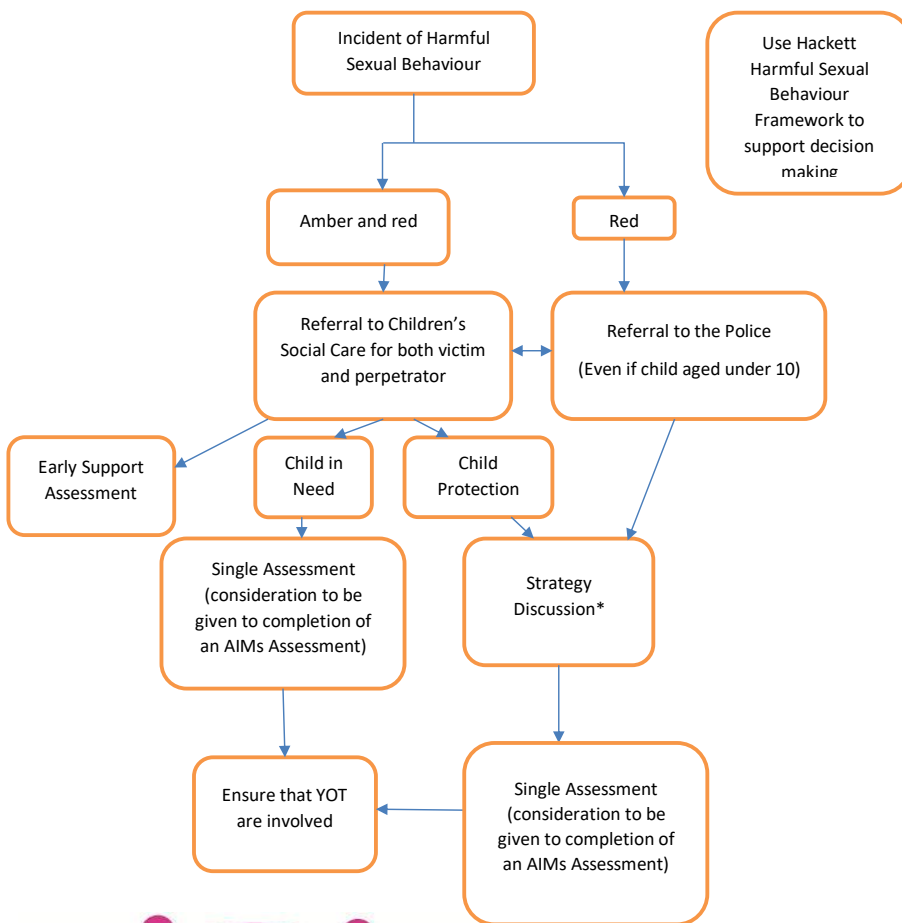 Incident of Harmful
Sexual Behaviour
Use Hackett
Harmful Sexual
Behaviour
Framework to
support decision
making
Amber and red
Red
Referral to Children’s
Social Care for both victim
and perpetrator
Referral to the Police
(Even if child aged under 10)
Early Support
Assessment
Child in
Need
Child
Protection
Single Assessment
(consideration to be
given to completion of
an AIMs Assessment)
Strategy
Discussion*
Ensure that YOT
are involved
Single Assessment
(consideration to be
given to completion of
an AIMs Assessment)